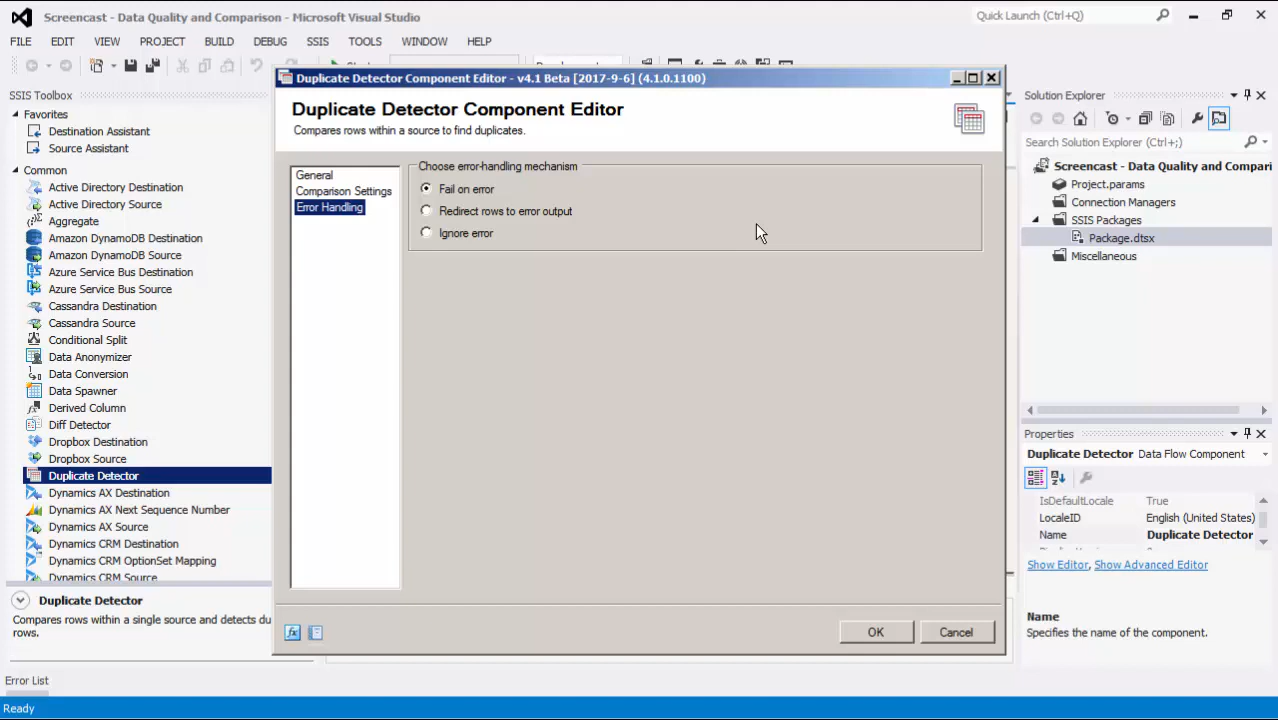 Screencast - Data Quality and Comparison - Microsoft Visual Studio
Quick Launch (Ctrl+Q)
FILE EDIT VIEW PROJECT BUILD DEBUG SSIS TOOLS WINDOW HELP
SSIS Toolbox
Favorites
Destination Assistant
Source Assistant
Common
Active Directory Destination
Active Directory Source
Aggregate
Amazon DynamoDB Destination
Amazon DynamoDB Source
Azure Service Bus Destination
Azure Service Bus Source
Cassandra Destination
Cassandra Source
Conditional Split
Data Anonymizer
Data Conversion
Data Spawner
Derived Column
Diff Detector
Dropbox Destination
Dropbox Source
Duplicate Detector
Dynamics AX Destination
Dynamics AX Next Sequence Number
Dynamics AX Source
Dynamics CRM Destination
Dynamics CRM OptionSet Mapping
Dynamics CRM Source
Duplicate Detector
Compares rows within a single source and detects du
rows.
Error List
Ready
Duplicate Detector Component Editor - v4.1 Beta [2017-9-6] (4.1.0.1100)
Duplicate Detector Component Editor
Compares rows within a source to find duplicates.
General
Comparison Settings
Error Handling
Choose error-handling mechanism
Fail on error
Redirect rows to error output
Ignore error
fx
OK
Cancel
Solution Explorer
Search Solution Explorer (Ctrl+;)
Screencast - Data Quality and Compari
Project.params
Connection Managers
SSIS Packages
Package.dtsx
Miscellaneous
Properties
Duplicate Detector Data Flow Component
IsDefaultLocale True
LocaleID English (United States)
Name Duplicate Detector
Show Editor, Show Advanced Editor
Name
Specifies the name of the component.